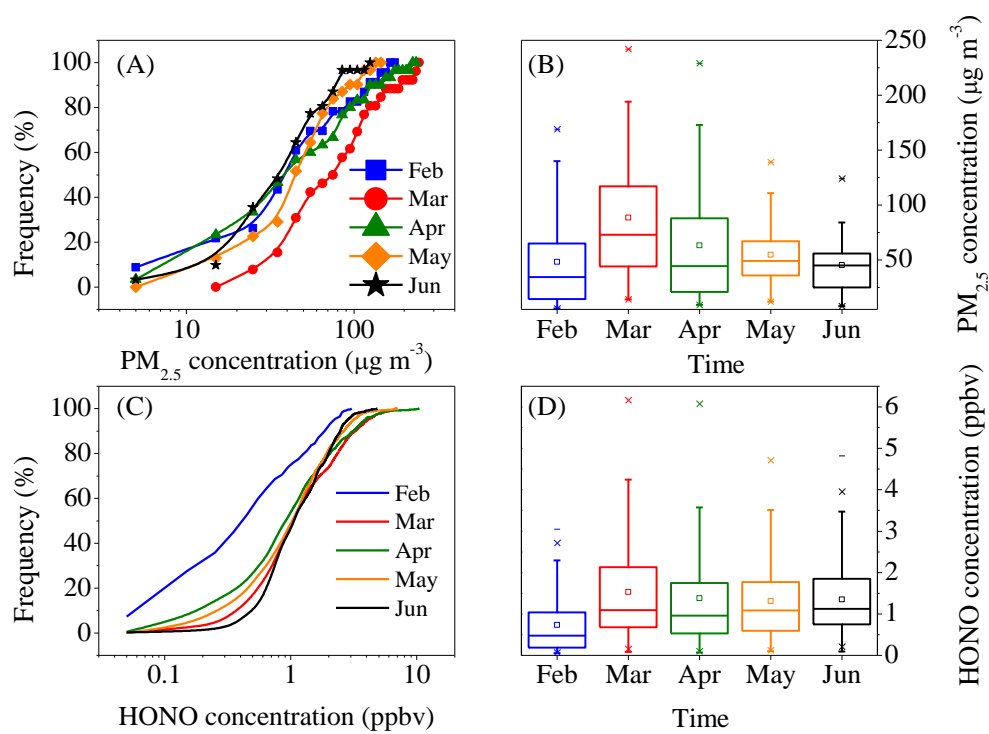 (A)
100
80
60
40
20
0
Frequency (%)
10
100
PM2.5 concentration (μg m-3)
Feb
Mar
Apr
May
Jun
(B)
250
200
150
100
50
PM2.5 concentration (μg m-3)
Feb Mar Apr May Jun
Time
(C)
100
80
60
40
20
0
Frequency (%)
0.1 1 10
HONO concentration (ppbv)
Feb
Mar
Apr
May
Jun
(D)
6
5
4
3
2
1
0
HONO concentration (ppbv)
Feb Mar Apr May Jun
Time